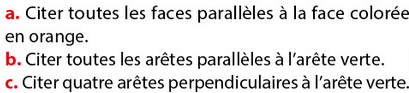 a. Citer toutes les faces parallèles à la face colorée
en orange.
b. Citer toutes les arêtes parallèles à l'arête verte.
c. Citer quatre arêtes perpendiculaires à l'arête verte.